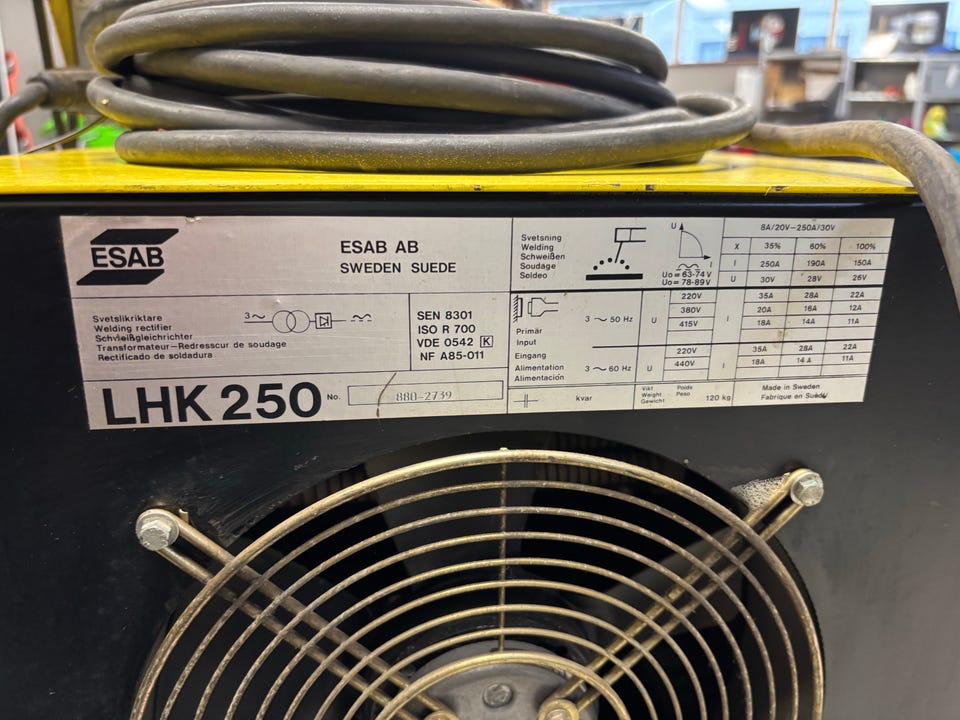 ESAB
ESAB AB
SWEDEN SUEDE
Svetslikriktare
Welding rectifier
Schweißgleichrichter
Transformateur-Redresseur de soudage
Rectificado de soldadura
3~
SEN 8301
ISO R 700
VDE 0542 K
NF A85-011
LHK 250
No. 880-2739
Svetsning
Welding
Schweißen
Soudage
Soldeo
U
I
Uo = 63-74 V
Uo = 78-89 V
8A/20V-250A/30V
X 35% 60% 100%
I 250A 190A 150A
U 30V 28V 26V
Primär
Input
Eingang
Alimentation
Alimentación
3 ~ 50 Hz U I
220V 35A 28A 22A
380V 20A 16A 12A
415V 18A 14A 11A
3 ~ 60 Hz U I
220V 35A 28A 22A
440V 18A 14A 11A
kvar
Vikt Poids
Weight Peso
Gewicht
120 kg
Made in Sweden
Fabrique en Suède